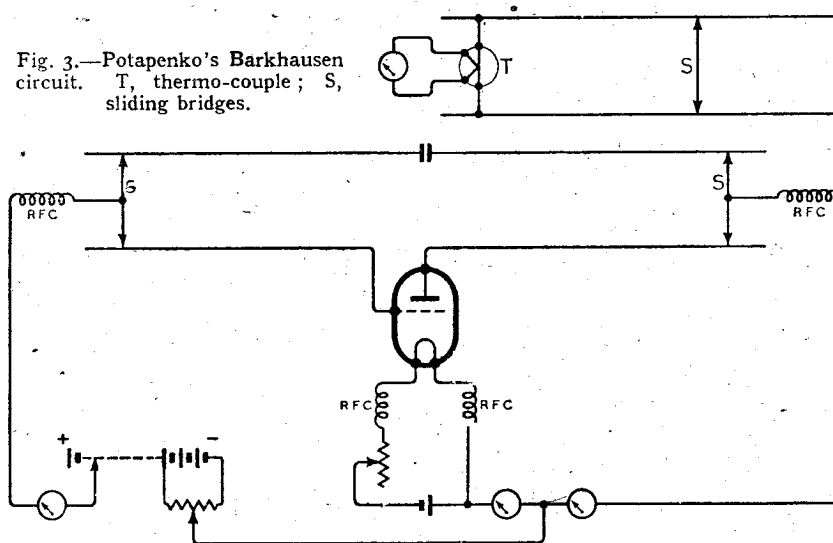 Fig. 3.—Potapenko's Barkhausen
circuit. T, thermo-couple ; S,
sliding bridges.
T
S
S
S
RFC
RFC
RFC
RFC
+
-